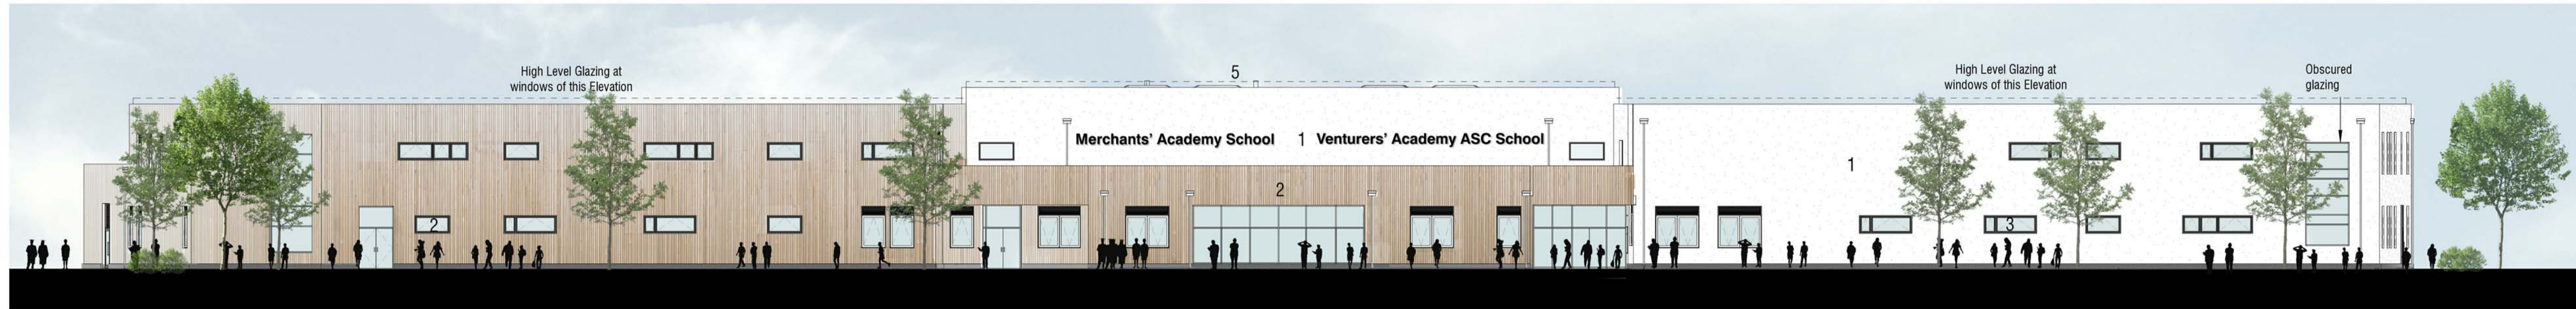 High Level Glazing at
windows of this Elevation
5
High Level Glazing at
windows of this Elevation
Obscured
glazing
Merchants' Academy School 1 Venturers' Academy ASC School
1
2
2
3